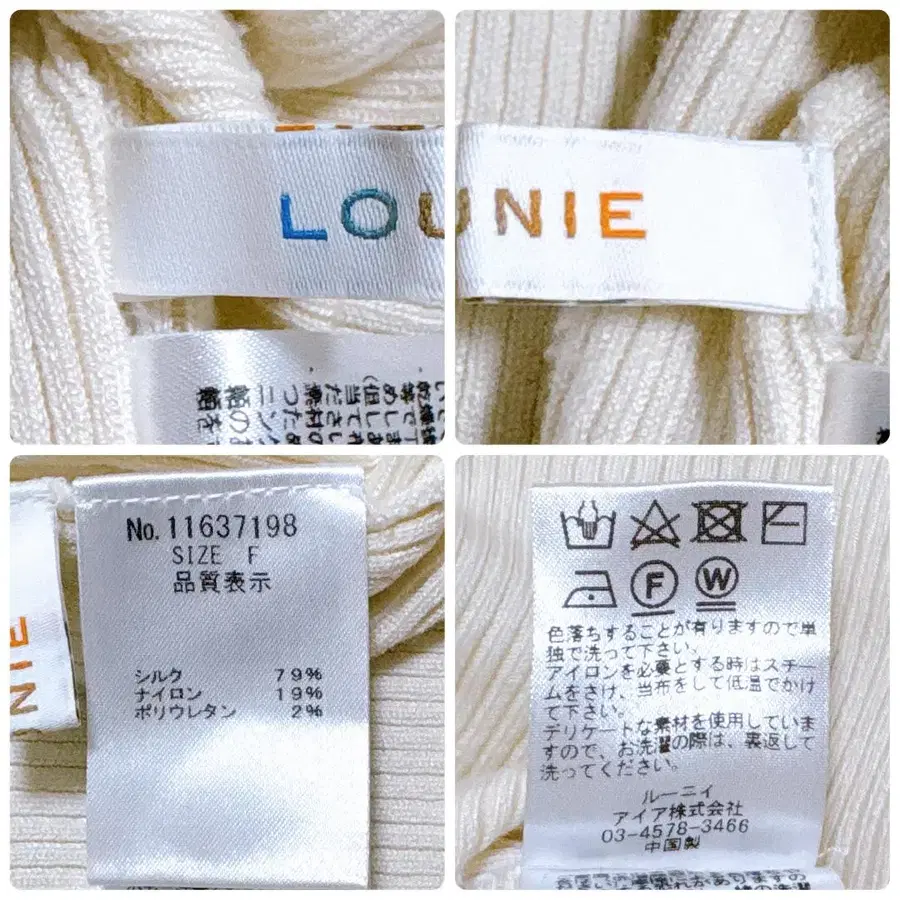 LOUNIE
NIE
No.11637198
SIZE F
品質表示
シルク 79%
ナイロン 19%
ポリウレタン 2%
F W
色落ちすることが有りますので単
独で洗って下さい。
アイロンを必要とする時はスチー
ムをさけ、当布をして低温でかけ
て下さい。
デリケートな素材を使用していま
すので、お洗濯の際は、裏返して
洗ってください。
ルーニィ
アイア株式会社
03-4578-3466
中国製